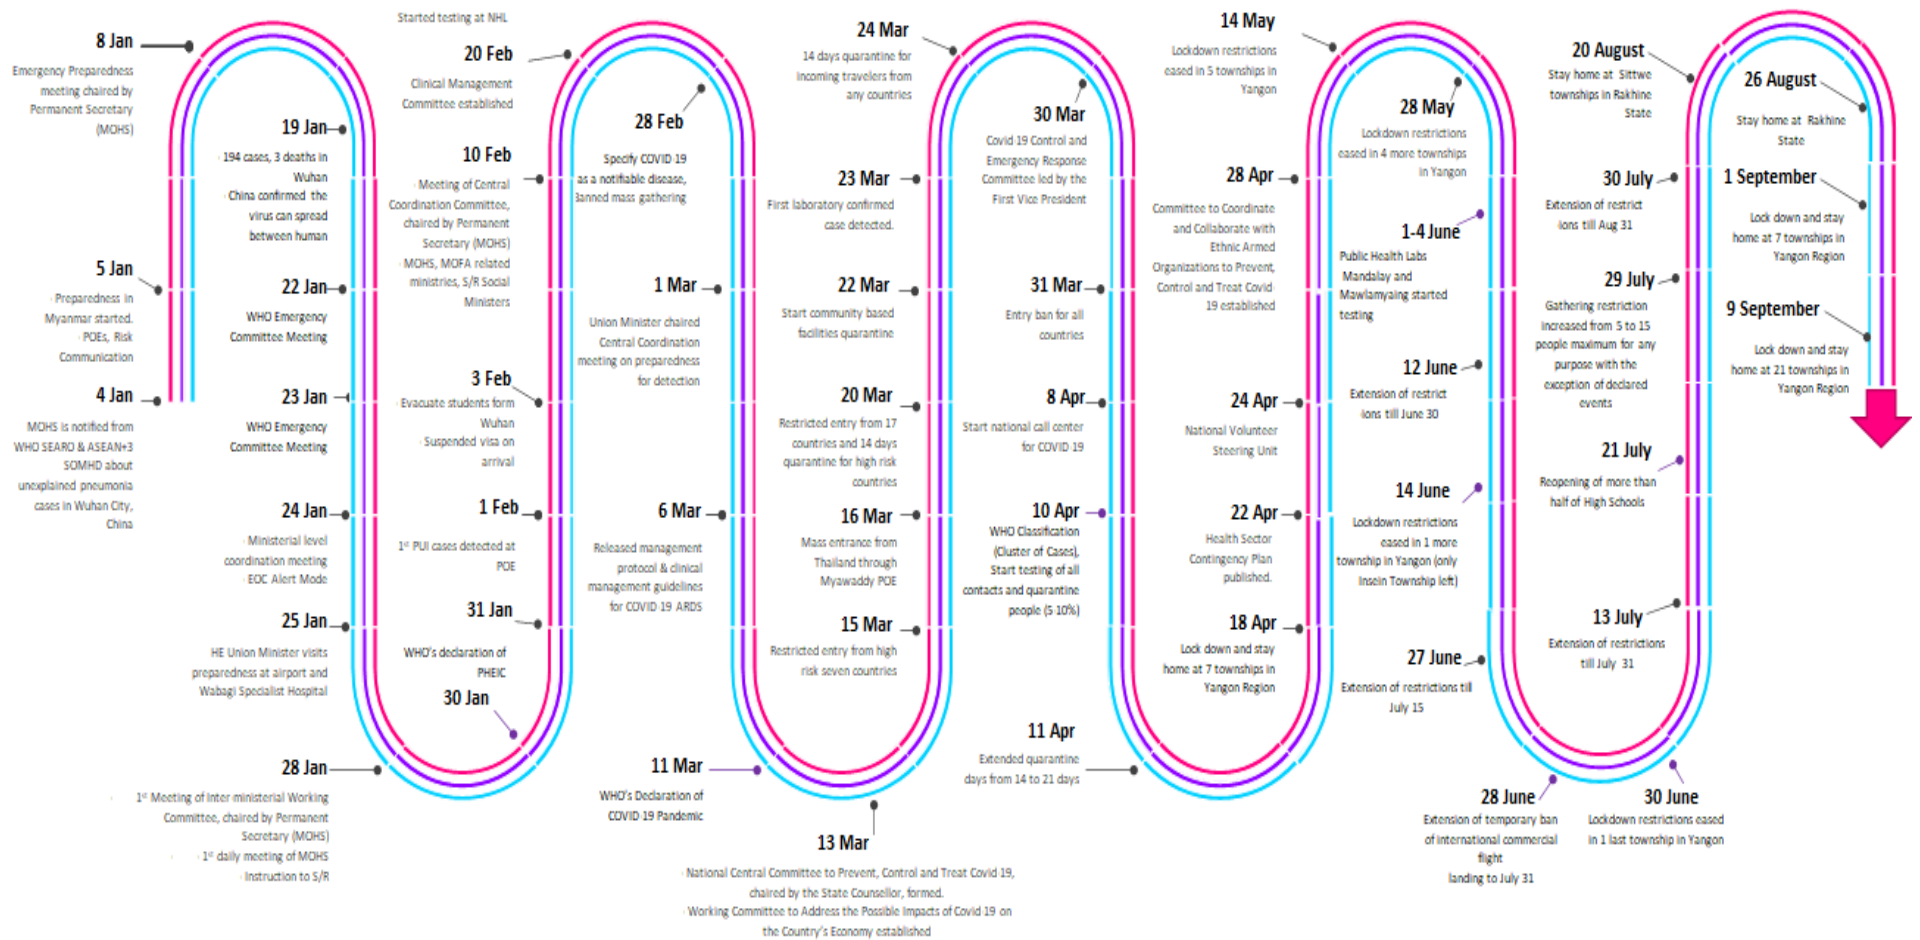 8 Jan
Emergency Preparedness
meeting chaired by
Permanent Secretary
(MOHS)
5 Jan
· Preparedness in
Myanmar started.
· POEs, Risk
Communication
4 Jan
MOHS is notified from
WHO SEARO & ASEAN+3
SOMHD about
unexplained pneumonia
cases in Wuhan City,
China
19 Jan
· 194 cases, 3 deaths in
Wuhan
· China confirmed the
virus can spread
between human
22 Jan
WHO Emergency
Committee Meeting
23 Jan
WHO Emergency
Committee Meeting
24 Jan
· Ministerial level
coordination meeting
· EOC Alert Mode
25 Jan
HE Union Minister visits
preparedness at airport and
Wabagi Specialist Hospital
28 Jan
· 1st Meeting of Inter ministerial Working
Committee, chaired by Permanent
Secretary (MOHS)
· 1st daily meeting of MOHS
· Instruction to S/R
Started testing at NHL
20 Feb
Clinical Management
Committee established
10 Feb
· Meeting of Central
Coordination Committee,
chaired by Permanent
Secretary (MOHS)
· MOHS, MOFA related
ministries, S/R Social
Ministers
3 Feb
· Evacuate students form
Wuhan
· Suspended visa on
arrival
1 Feb
1st PUI cases detected at
POE
31 Jan
WHO's declaration of
PHEIC
30 Jan
28 Feb
Specify COVID 19
as a notifiable disease,
Banned mass gathering
1 Mar
Union Minister chaired
Central Coordination
meeting on preparedness
for detection
6 Mar
Released management
protocol & clinical
management guidelines
for COVID 19 ARDS
11 Mar
WHO's Declaration of
COVID 19 Pandemic
13 Mar
· National Central Committee to Prevent, Control and Treat Covid 19,
chaired by the State Counsellor, formed.
· Working Committee to Address the Possible Impacts of Covid 19 on
the Country's Economy established
24 Mar
14 days quarantine for
incoming travelers from
any countries
23 Mar
First laboratory confirmed
case detected.
22 Mar
Start community based
facilities quarantine
20 Mar
Restricted entry from 17
countries and 14 days
quarantine for high risk
countries
16 Mar
Mass entrance from
Thailand through
Myawaddy POE
15 Mar
Restricted entry from high
risk seven countries
30 Mar
Covid 19 Control and
Emergency Response
Committee led by the
First Vice President
31 Mar
Entry ban for all
countries
8 Apr
Start national call center
for COVID 19
10 Apr
WHO Classification
(Cluster of Cases),
Start testing of all
contacts and quarantine
people (5 10%)
11 Apr
Extended quarantine
days from 14 to 21 days
14 May
Lockdown restrictions
eased in 5 townships in
Yangon
28 Apr
Committee to Coordinate
and Collaborate with
Ethnic Armed
Organizations to Prevent,
Control and Treat Covid
19 established
24 Apr
National Volunteer
Steering Unit
22 Apr
Health Sector
Contingency Plan
published.
18 Apr
Lock down and stay
home at 7 townships in
Yangon Region
28 May
Lockdown restrictions
eased in 4 more townships
in Yangon
1-4 June
Public Health Labs
Mandalay and
Mawlamyaing started
testing
12 June
Extension of restrict
ions till June 30
14 June
Lockdown restrictions
eased in 1 more
township in Yangon (only
Insein Township left)
27 June
Extension of restrictions till
July 15
28 June
Extension of temporary ban
of international commercial
flight
landing to July 31
30 June
Lockdown restrictions eased
in 1 last township in Yangon
20 August
Stay home at Sittwe
townships in Rakhine
State
30 July
Extension of restrict
ions till Aug 31
29 July
Gathering restriction
increased from 5 to 15
people maximum for any
purpose with the
exception of declared
events
21 July
Reopening of more than
half of High Schools
13 July
Extension of restrictions
till July 31
26 August
Stay home at Rakhine
State
1 September
Lock down and stay
home at 7 townships in
Yangon Region
9 September
Lock down and stay
home at 21 townships in
Yangon Region